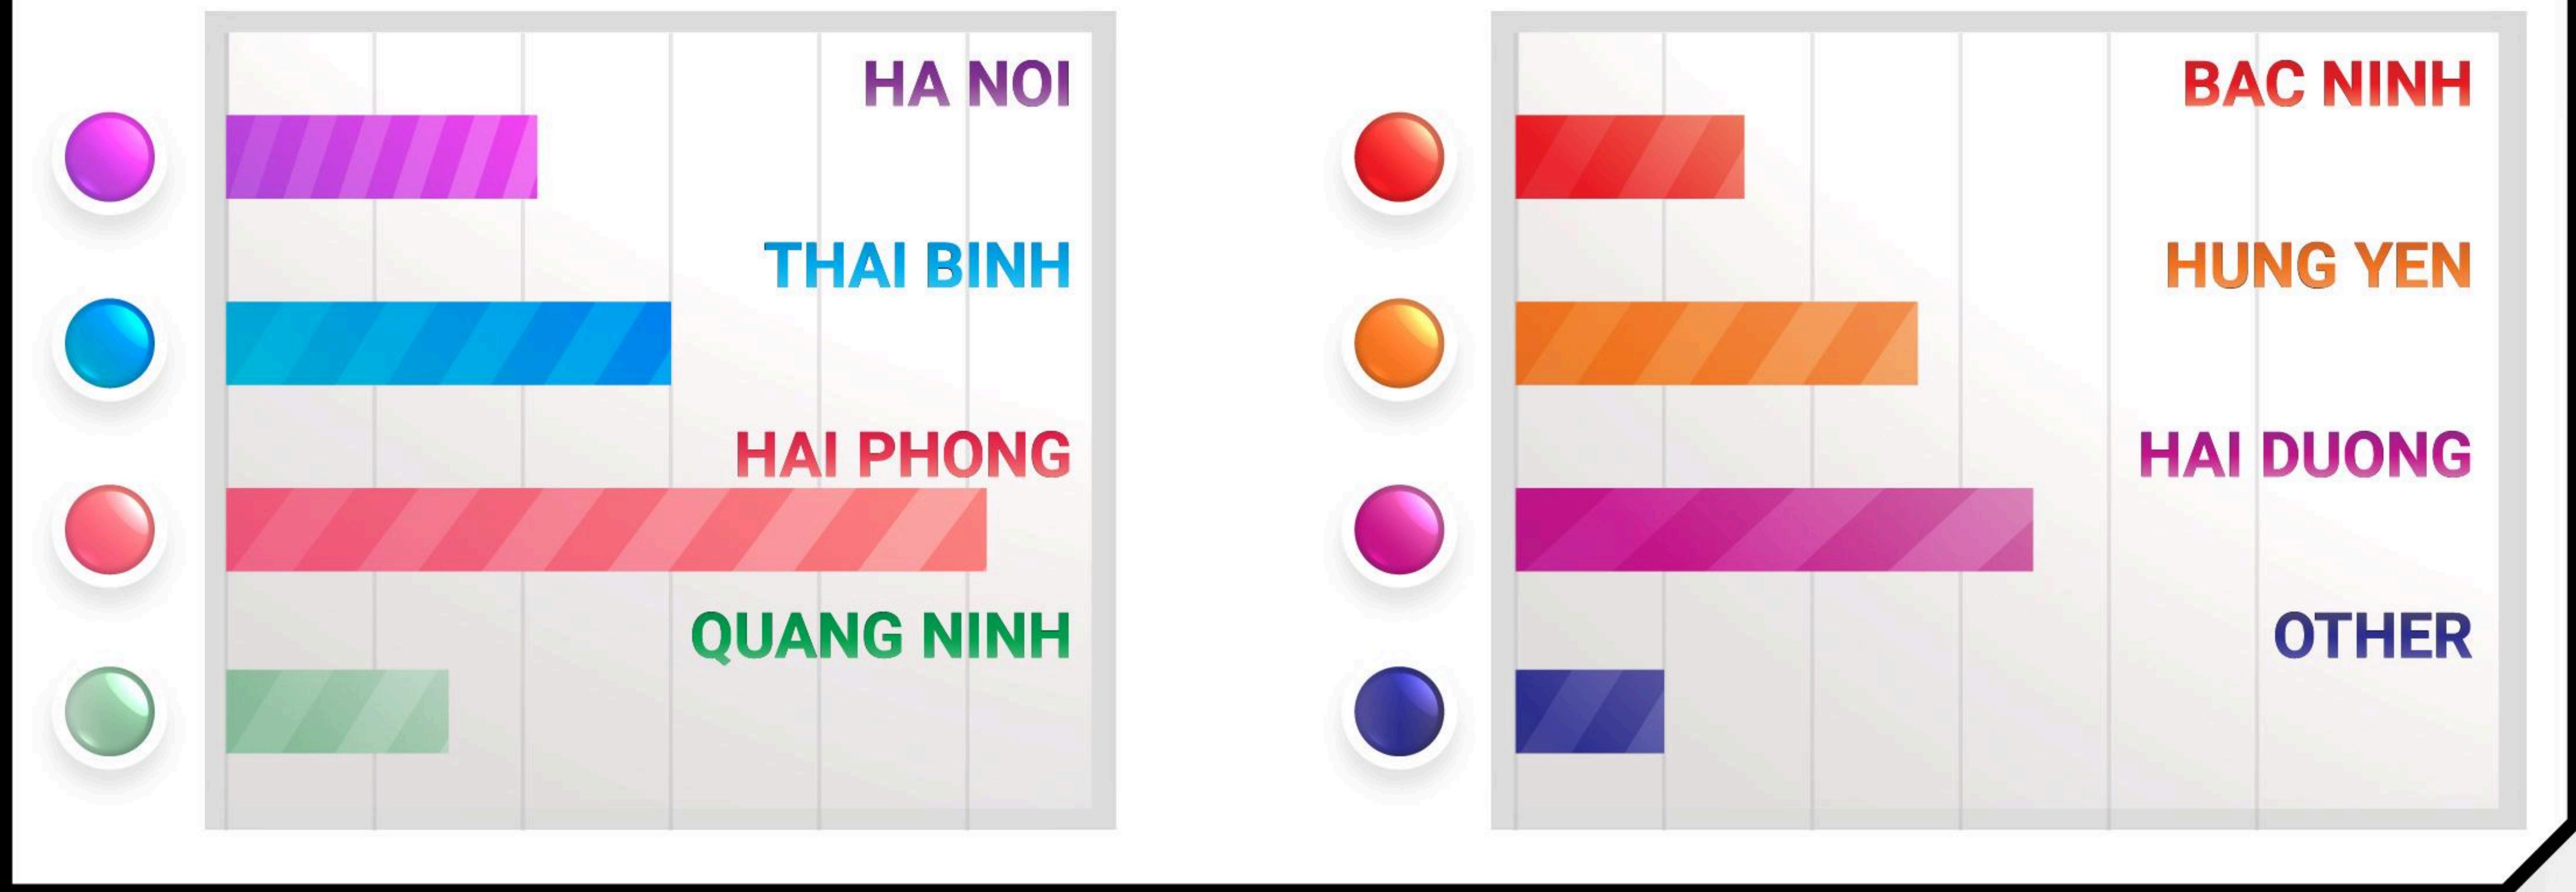 HA NOI
THAI BINH
HAI PHONG
QUANG NINH
BAC NINH
HUNG YEN
HAI DUONG
OTHER